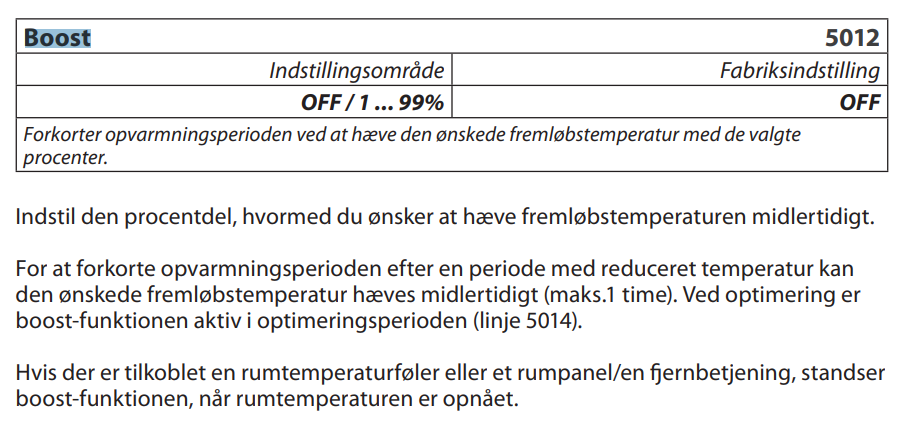 Boost 5012
Indstillingsområde Fabriksindstilling
OFF / 1 ... 99% OFF
Forkorter opvarmningsperioden ved at hæve den ønskede fremløbstemperatur med de valgte
procenter.
Indstil den procentdel, hvormed du ønsker at hæve fremløbstemperaturen midlertidigt.
For at forkorte opvarmningsperioden efter en periode med reduceret temperatur kan
den ønskede fremløbstemperatur hæves midlertidigt (maks.1 time). Ved optimering er
boost-funktionen aktiv i optimeringsperioden (linje 5014).
Hvis der er tilkoblet en rumtemperaturføler eller et rumpanel/en fjernbetjening, standser
boost-funktionen, når rumtemperaturen er opnået.